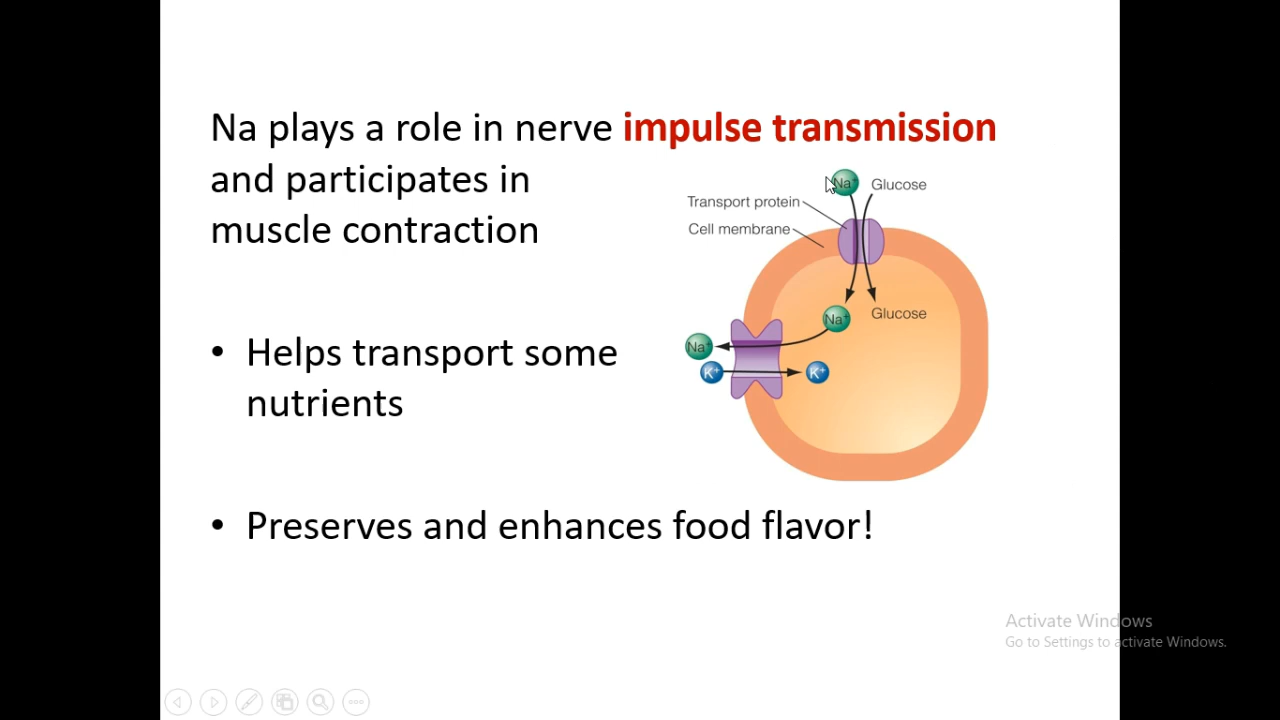 Na plays a role in nerve impulse transmission
and participates in
muscle contraction
Na⁺ Glucose
Transport protein
Cell membrane
Na⁺ Glucose
Na⁺
K⁺ K⁺
• Helps transport some
nutrients
• Preserves and enhances food flavor!
Activate Windows
Go to Settings to activate Windows.